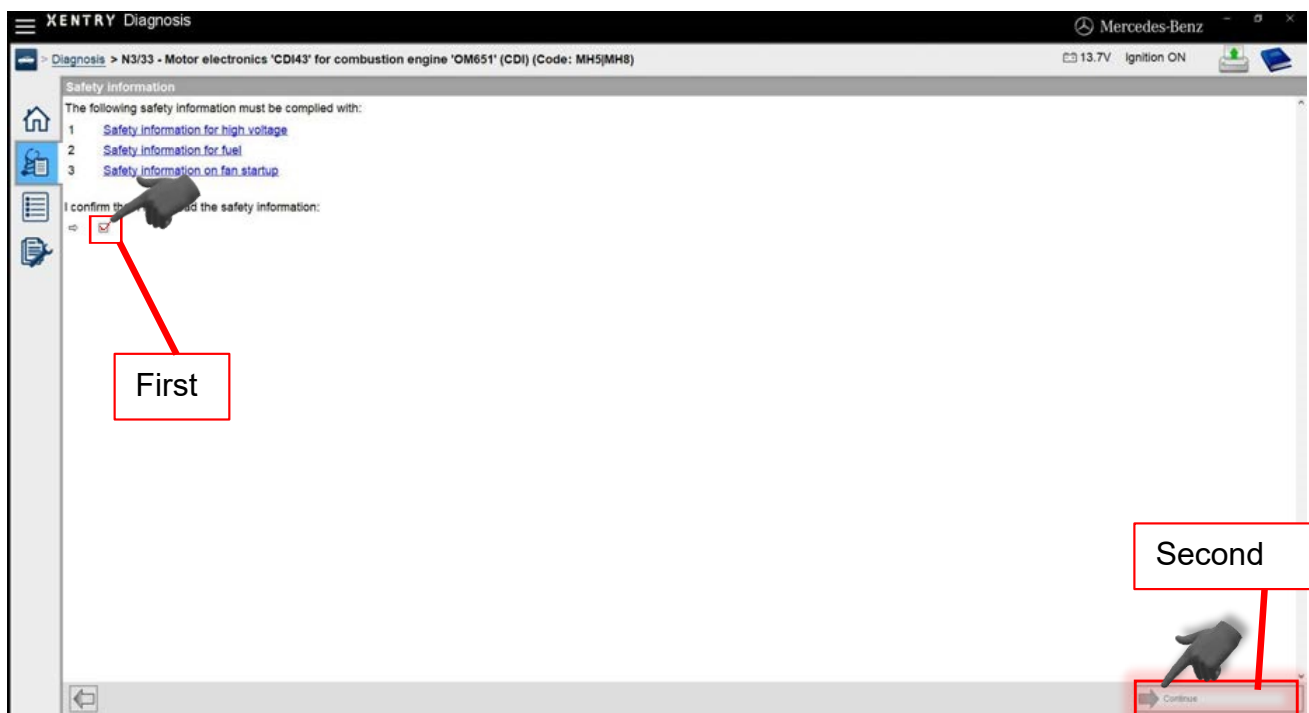 XENTRY Diagnosis
Mercedes-Benz
> Diagnosis > N3/33 - Motor electronics 'CDI43' for combustion engine 'OM651' (CDI) (Code: MH5|MH8)
13.7V Ignition ON
Safety information
The following safety information must be complied with:
1 Safety information for high voltage
2 Safety information for fuel
3 Safety information on fan startup
I confirm the safety information:
First
Second
Continue